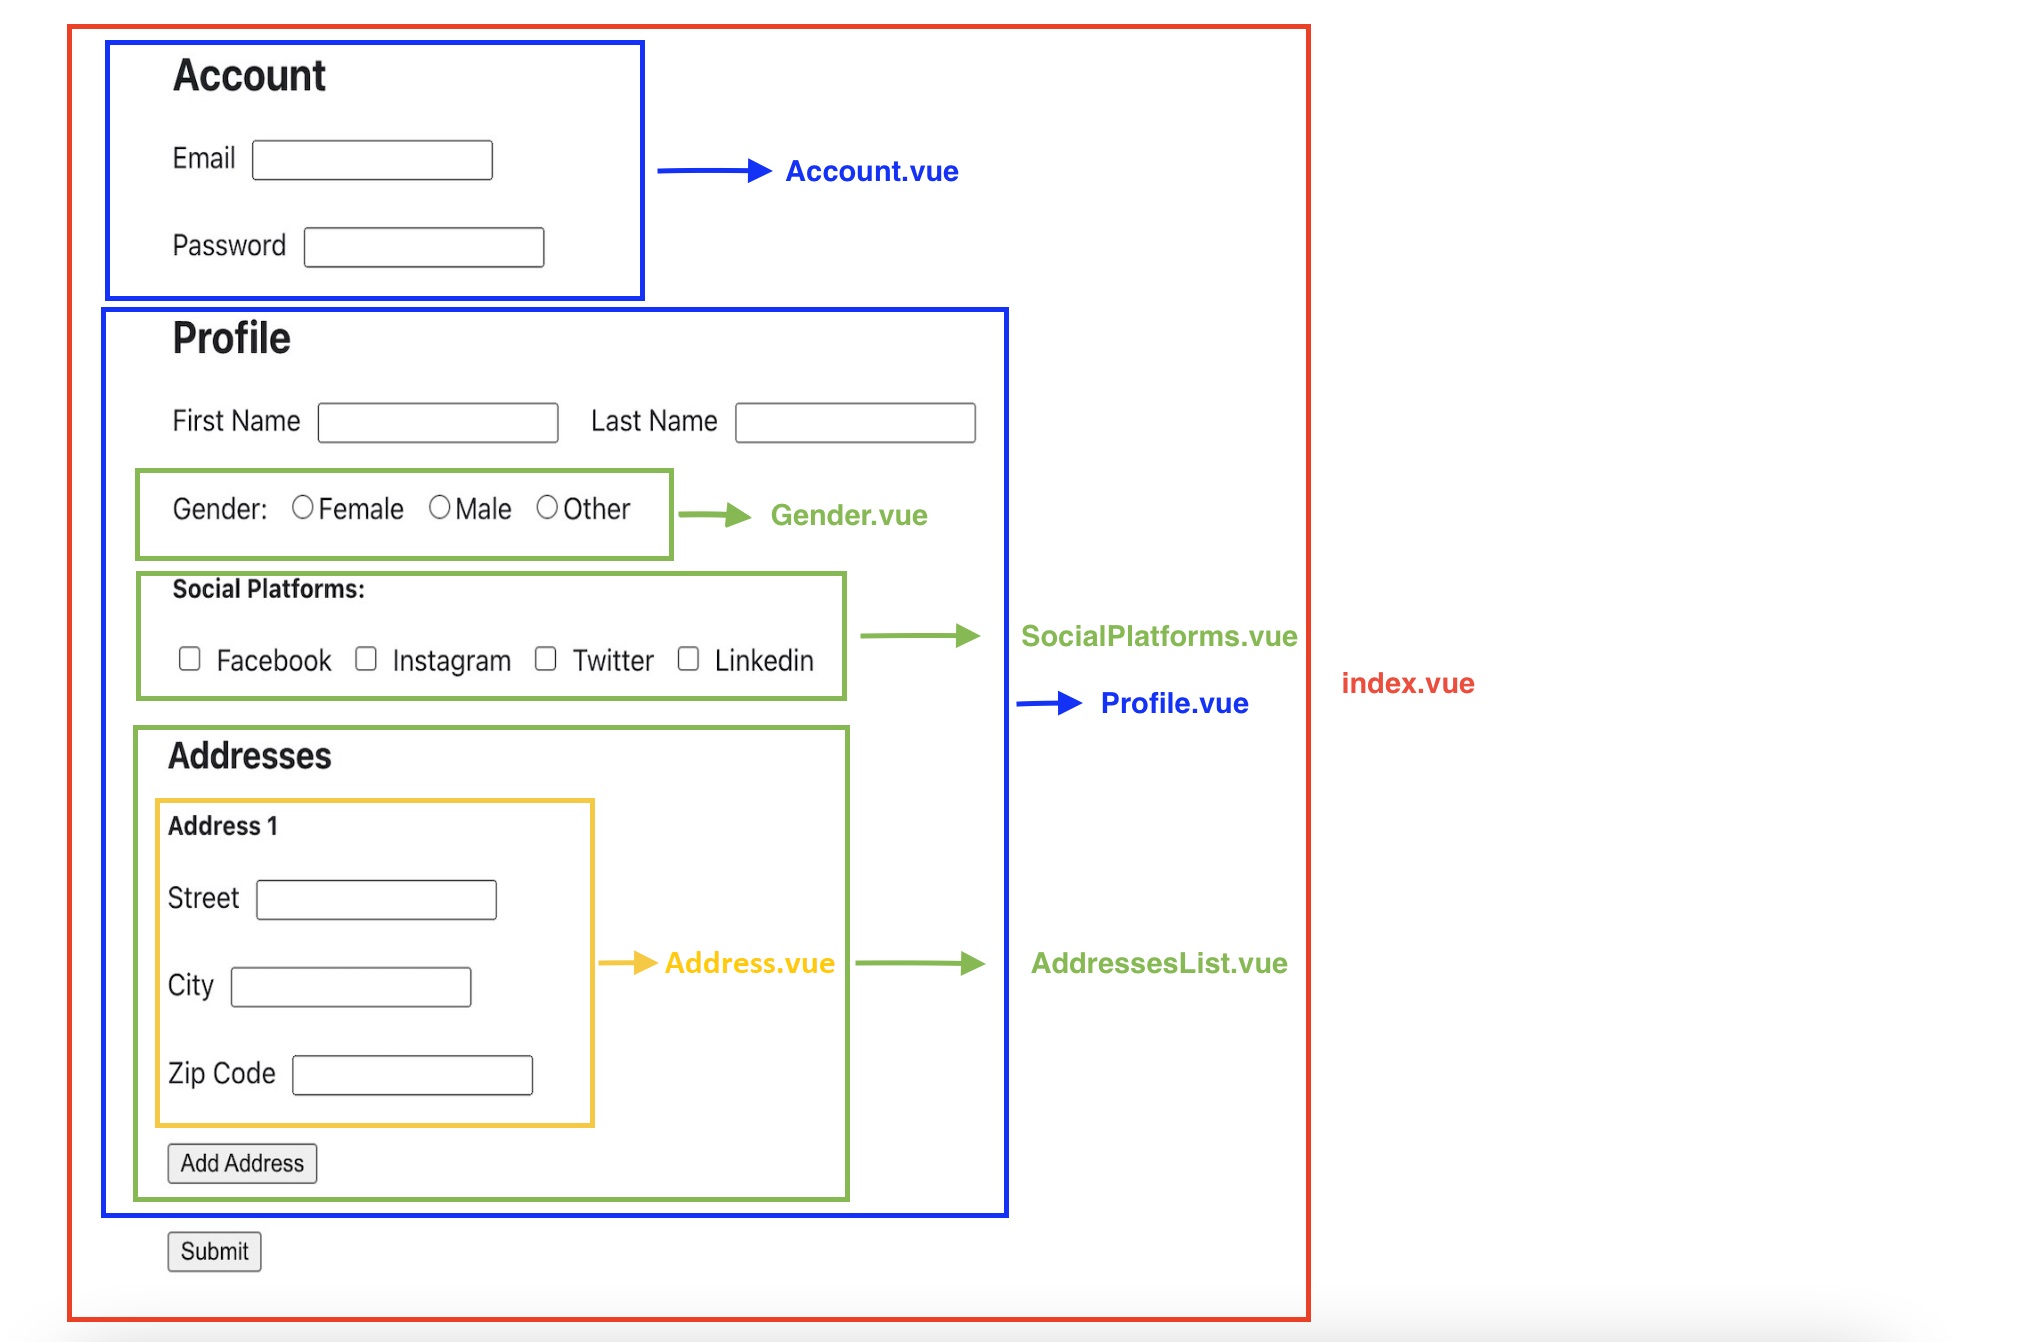 Account
Email
Account.vue
Password
Profile
First Name Last Name
Gender: Female Male Other
Gender.vue
Social Platforms:
SocialPlatforms.vue
Facebook Instagram Twitter Linkedin
index.vue
Profile.vue
Addresses
Address 1
Street
Address.vue
AddressesList.vue
City
Zip Code
Add Address
Submit